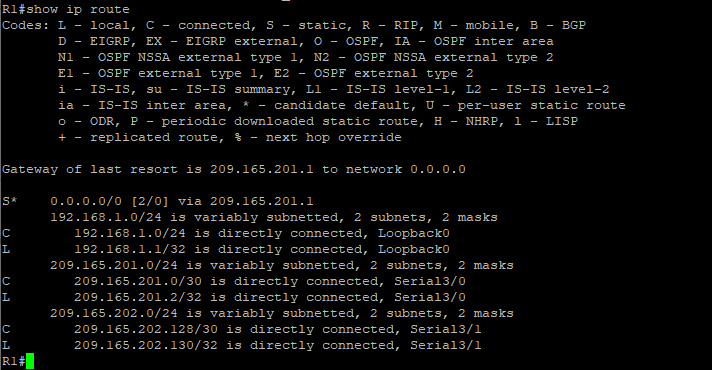 R1#show ip route
Codes: L - local, C - connected, S - static, R - RIP, M - mobile, B - BGP
       D - EIGRP, EX - EIGRP external, O - OSPF, IA - OSPF inter area
       N1 - OSPF NSSA external type 1, N2 - OSPF NSSA external type 2
       E1 - OSPF external type 1, E2 - OSPF external type 2
       i - IS-IS, su - IS-IS summary, L1 - IS-IS level-1, L2 - IS-IS level-2
       ia - IS-IS inter area, * - candidate default, U - per-user static route
       o - ODR, P - periodic downloaded static route, H - NHRP, l - LISP
       + - replicated route, % - next hop override
Gateway of last resort is 209.165.201.1 to network 0.0.0.0
S*    0.0.0.0/0 [2/0] via 209.165.201.1
      192.168.1.0/24 is variably subnetted, 2 subnets, 2 masks
C        192.168.1.0/24 is directly connected, Loopback0
L        192.168.1.1/32 is directly connected, Loopback0
      209.165.201.0/24 is variably subnetted, 2 subnets, 2 masks
C        209.165.201.0/30 is directly connected, Serial3/0
L        209.165.201.2/32 is directly connected, Serial3/0
      209.165.202.0/24 is variably subnetted, 2 subnets, 2 masks
C        209.165.202.128/30 is directly connected, Serial3/1
L        209.165.202.130/32 is directly connected, Serial3/1
R1#